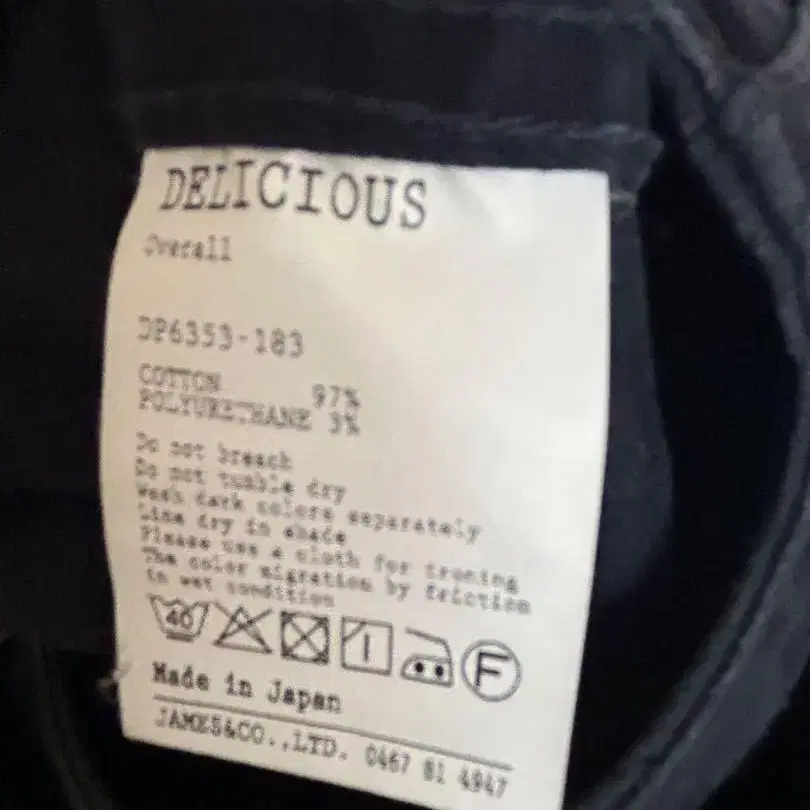 DELICIOUS
Overall
DP6353-183
COTTON 97%
POLYURETHANE 3%
Do not breach
Do not tumble dry
Wash dark colors separately
Line dry in shade
Please use a cloth for ironing
The color migration by friction
in wet condition
40 F
Made in Japan
JAMES&CO.,LTD. 0467 81 4947